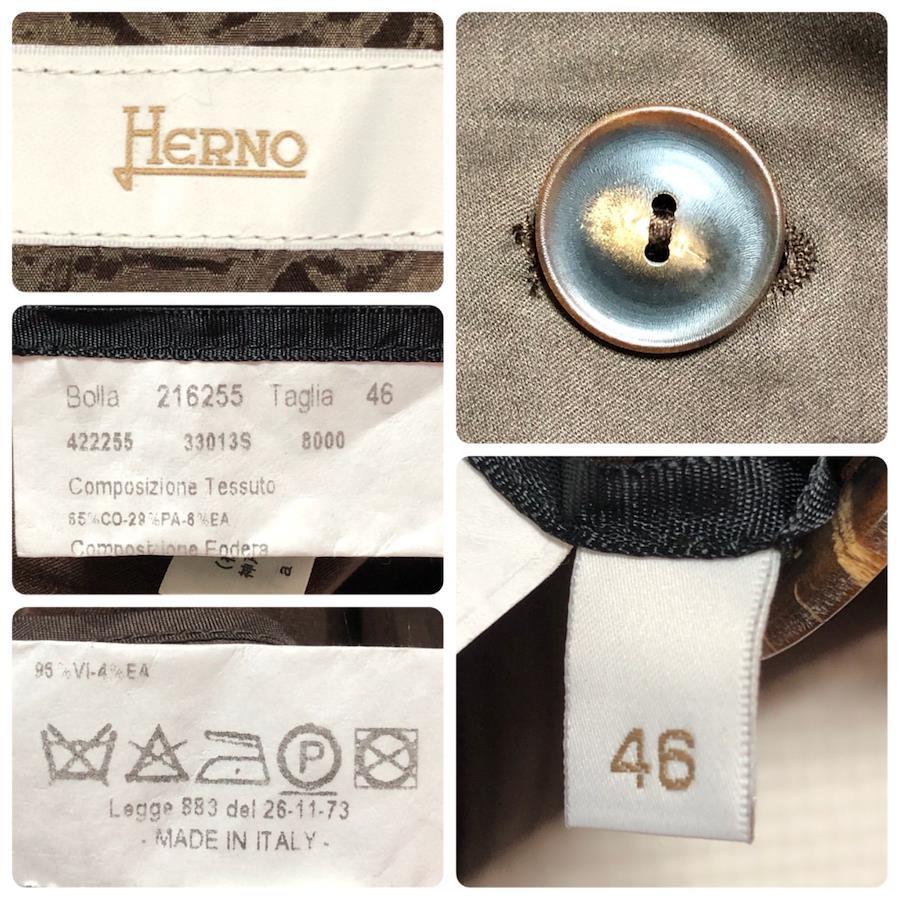 HERNO
Bolla 216255 Taglia 46
422255 33013S 8000
Composizione Tessuto
65%CO-29%PA-6%EA
Composizione Fodera
a
96%VI-4%EA
P
Legge 883 del 26-11-73
- MADE IN ITALY -
46